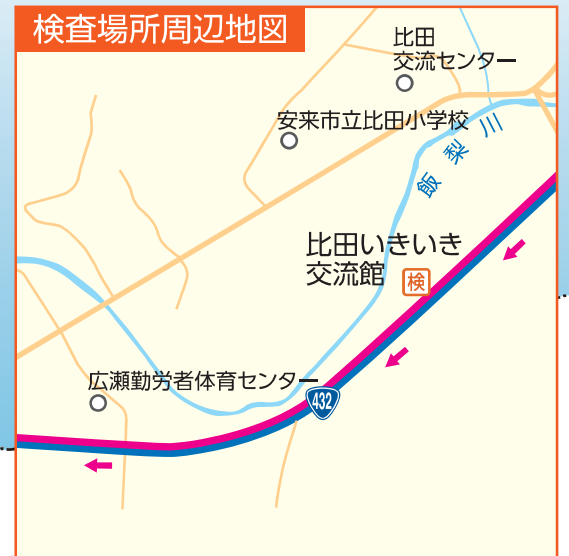 検査場所周辺地図
比田
交流センター
安来市立比田小学校
飯梨川
比田いきいき
交流館
検
広瀬勤労者体育センター
432